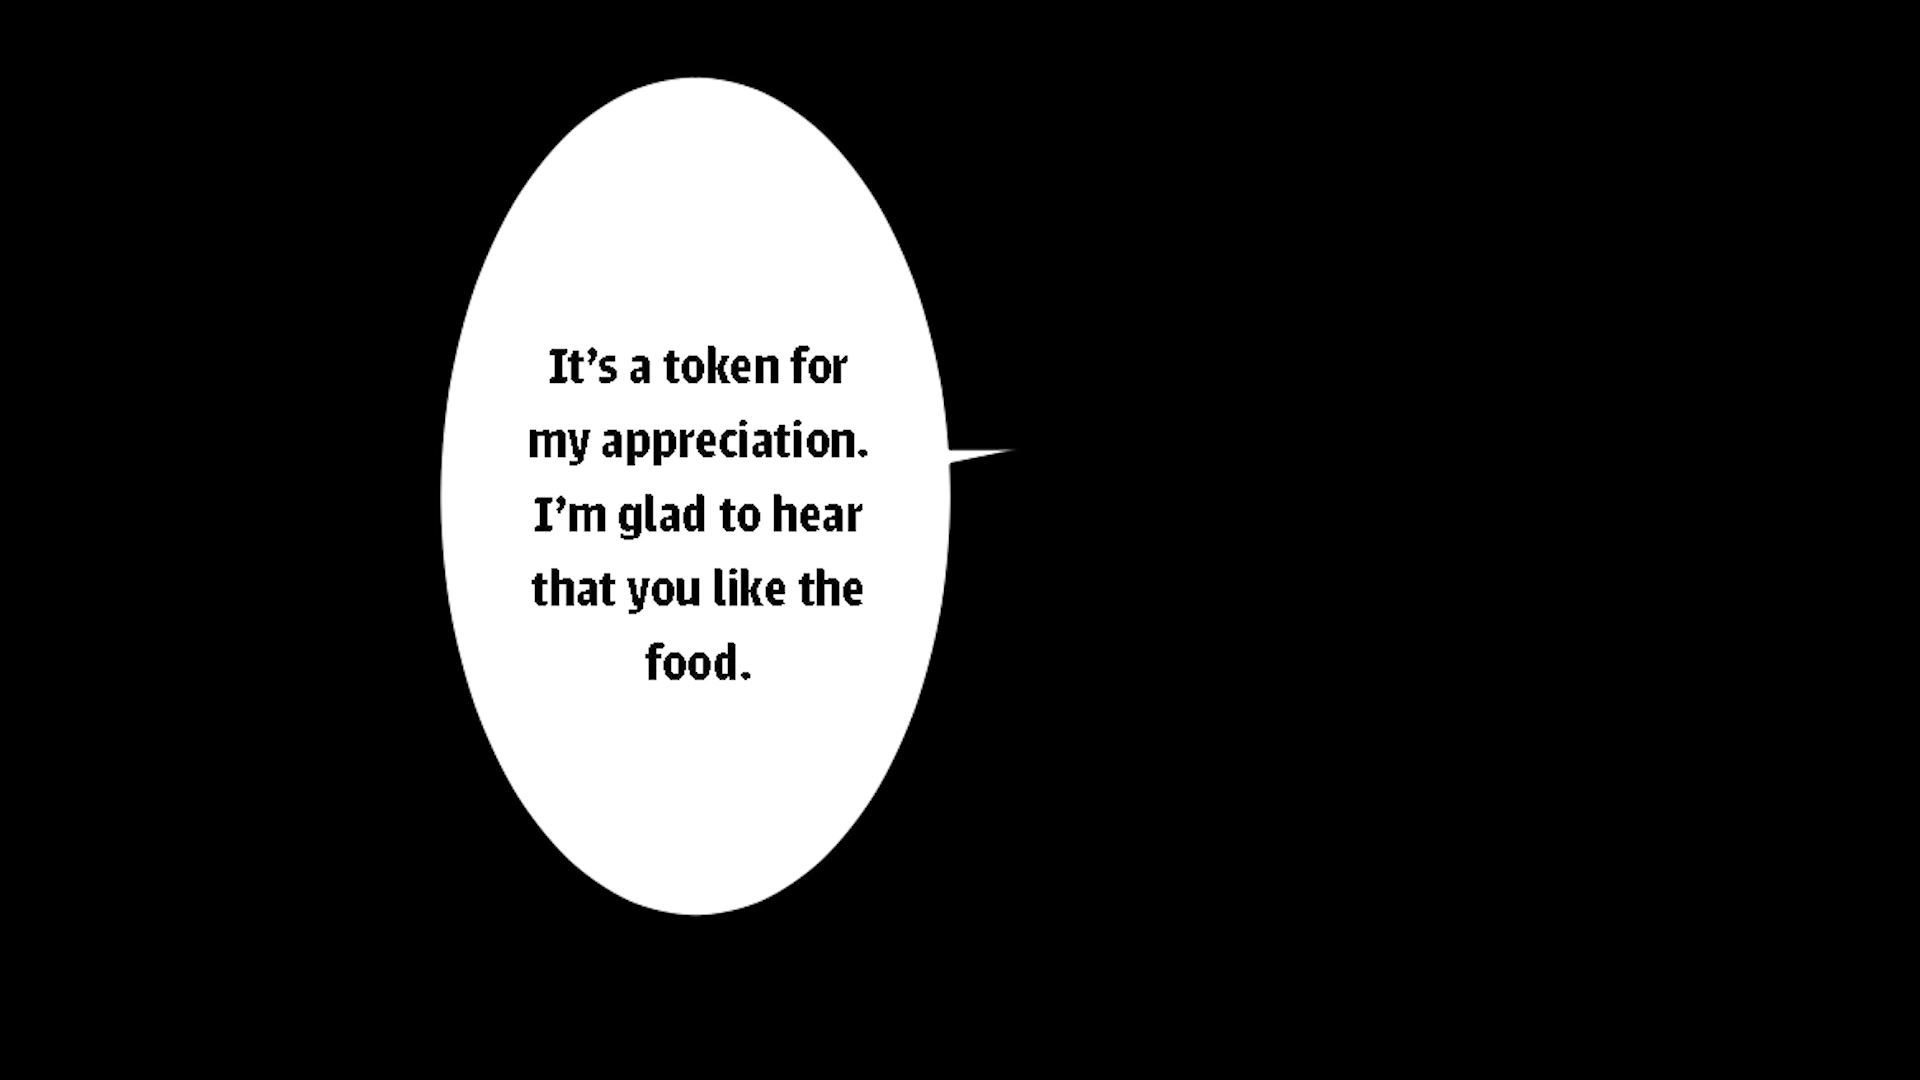 It’s a token for
my appreciation.
I’m glad to hear
that you like the
food.